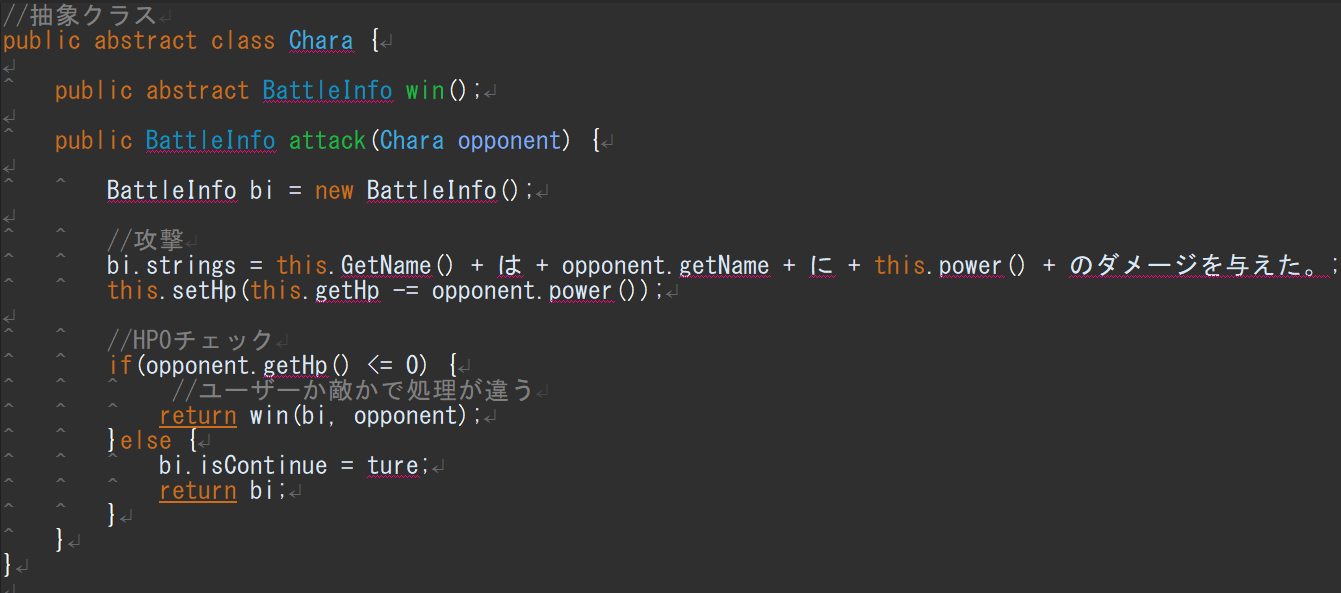 //抽象クラス
public abstract class Chara {
public abstract BattleInfo win();
public BattleInfo attack(Chara opponent) {
BattleInfo bi = new BattleInfo();
//攻撃
bi.strings = this.GetName() + は + opponent.getName + に + this.power() + のダメージを与えた。;
this.setHp(this.getHp -= opponent.power());
//HP0チェック
if(opponent.getHp() <= 0) {
//ユーザーか敵かで処理が違う
return win(bi, opponent);
}else {
bi.isContinue = ture;
return bi;
}
}
}